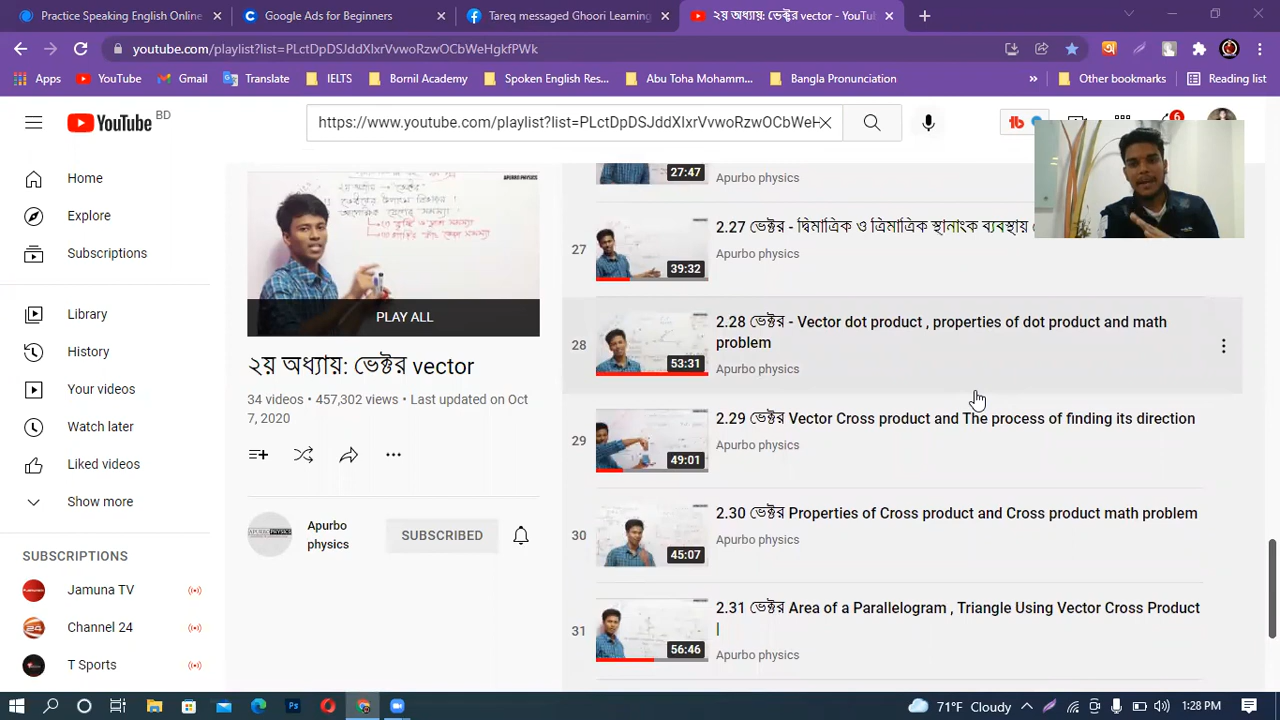 Online Portal
Google Ads for Beginners
Tareq messaged Ghoori Learning
২য় অধ্যায়: ভেক্টর vector - YouTu
youtube.com/playlist?list=PLctDpDSJddXlxrVvwoRzwOCbWeHgkfPWk
Apps
YouTube
Gmail
Translate
IELTS
Bornil Academy
Spoken English Res...
Abu Toha Mohamm...
Bangla Pronunciation
»
Other bookmarks
Reading list
YouTube BD
https://www.youtube.com/playlist?list=PLctDpDSJddXlxrVvwoRzwOCbWeH
tb
6
Home
Explore
Subscriptions
Library
History
Your videos
Watch later
Liked videos
Show more
SUBSCRIPTIONS
Jamuna TV
Channel 24
T Sports
APURBO PHYSICS
PLAY ALL
২য় অধ্যায়: ভেক্টর vector
34 videos • 457,302 views • Last updated on Oct
7, 2020
Apurbo
physics
SUBSCRIBED
27:47
Apurbo physics
27
39:32
2.27 ভেক্টর - দ্বিমাত্রিক ও ত্রিমাত্রিক স্থানাংক ব্যবস্থায়
Apurbo physics
28
53:31
2.28 ভেক্টর - Vector dot product , properties of dot product and math
problem
Apurbo physics
29
49:01
2.29 ভেক্টর Vector Cross product and The process of finding its direction
Apurbo physics
30
45:07
2.30 ভেক্টর Properties of Cross product and Cross product math problem
Apurbo physics
31
56:46
2.31 ভেক্টর Area of a Parallelogram , Triangle Using Vector Cross Product
|
Apurbo physics
71°F Cloudy
1:28 PM